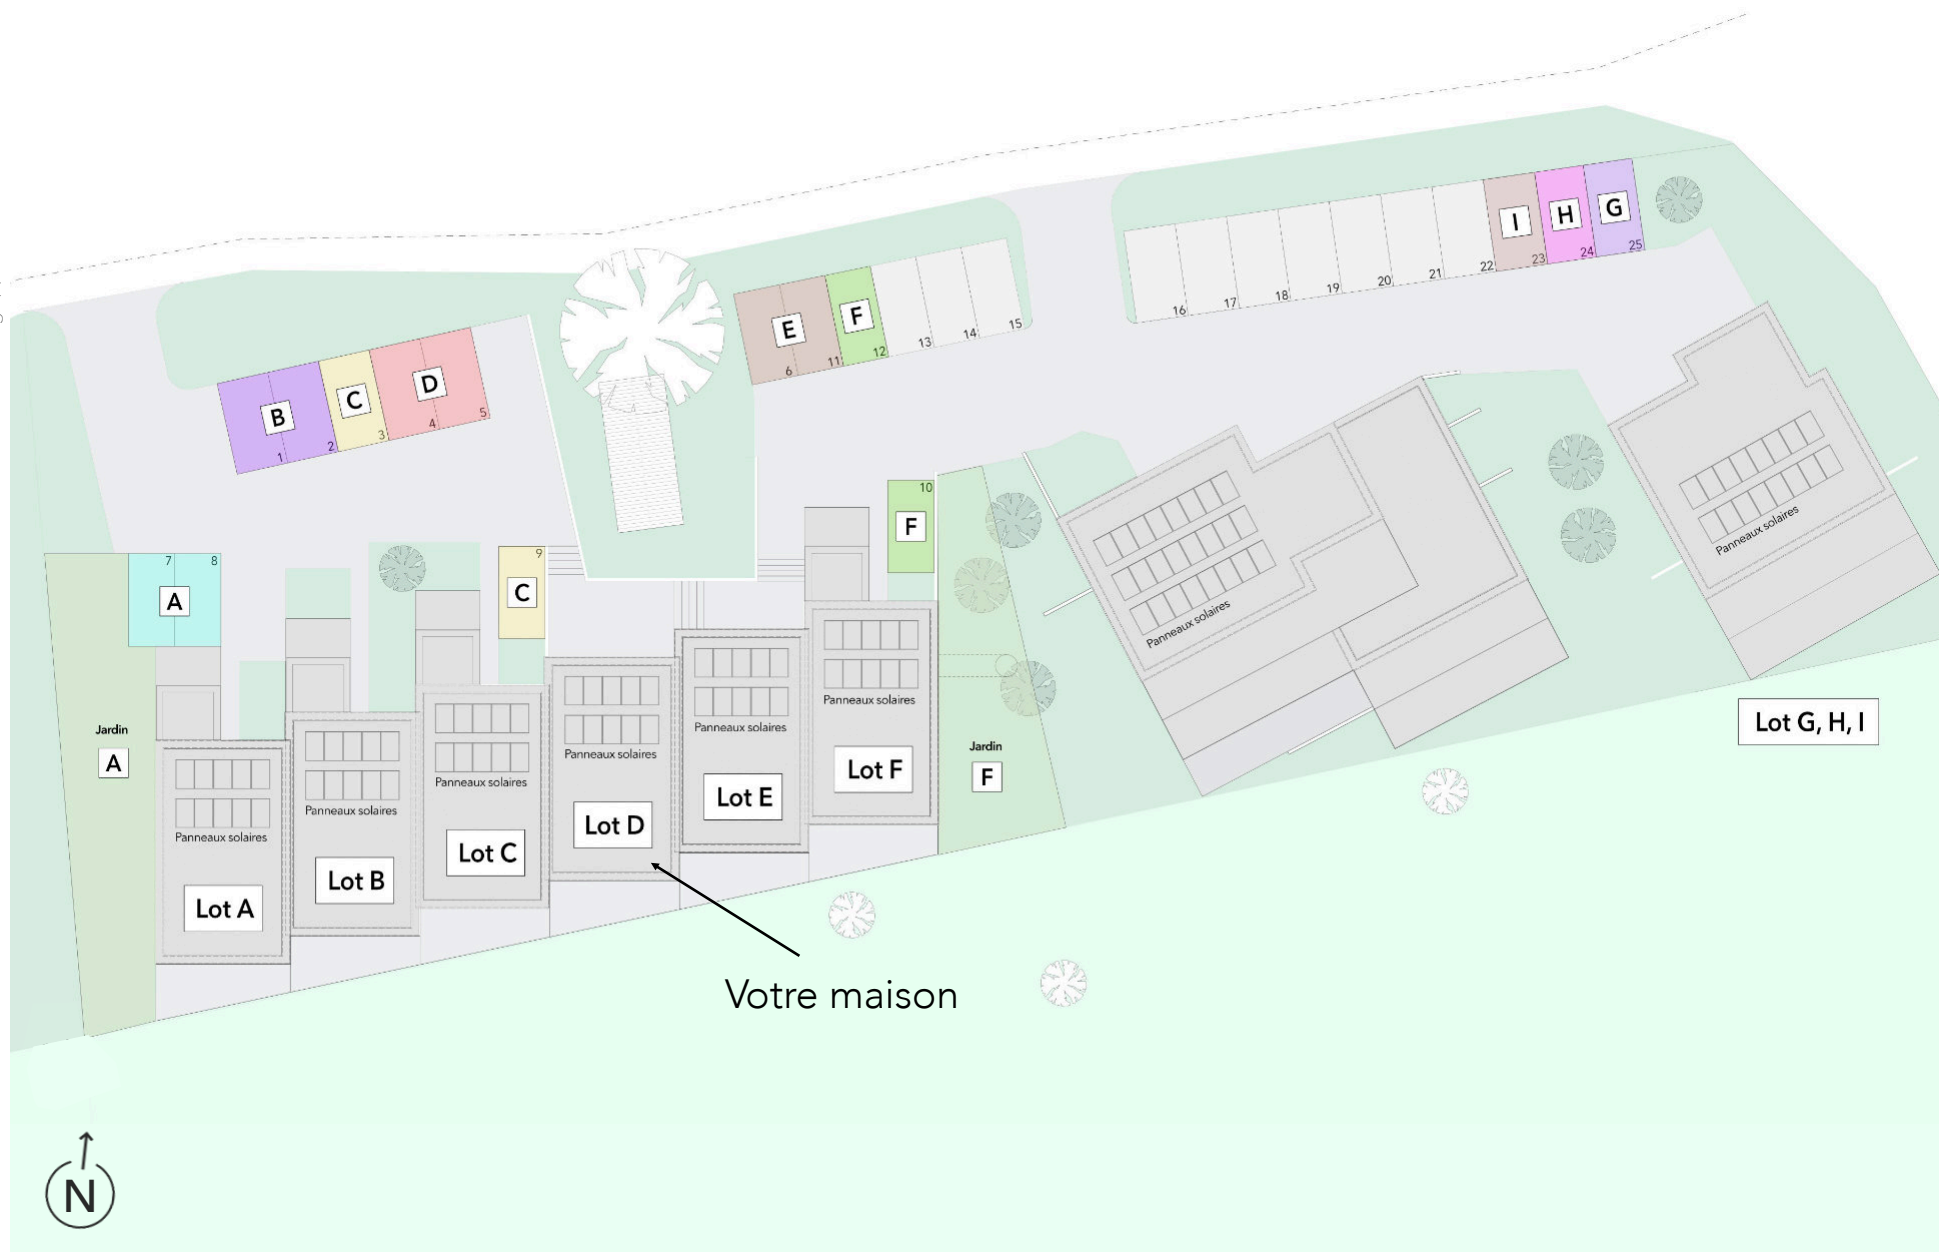 G
H
I
25
24
23
22
21
20
19
18
17
16
15
14
13
F
12
E
11
6
D
5
4
C
3
B
2
1
10
F
9
C
7
8
A
Panneaux solaires
Panneaux solaires
Panneaux solaires
Panneaux solaires
Panneaux solaires
Panneaux solaires
Panneaux solaires
Panneaux solaires
Lot G, H, I
Jardin
A
Jardin
F
Lot F
Lot E
Lot D
Lot C
Lot B
Lot A
Votre maison
N